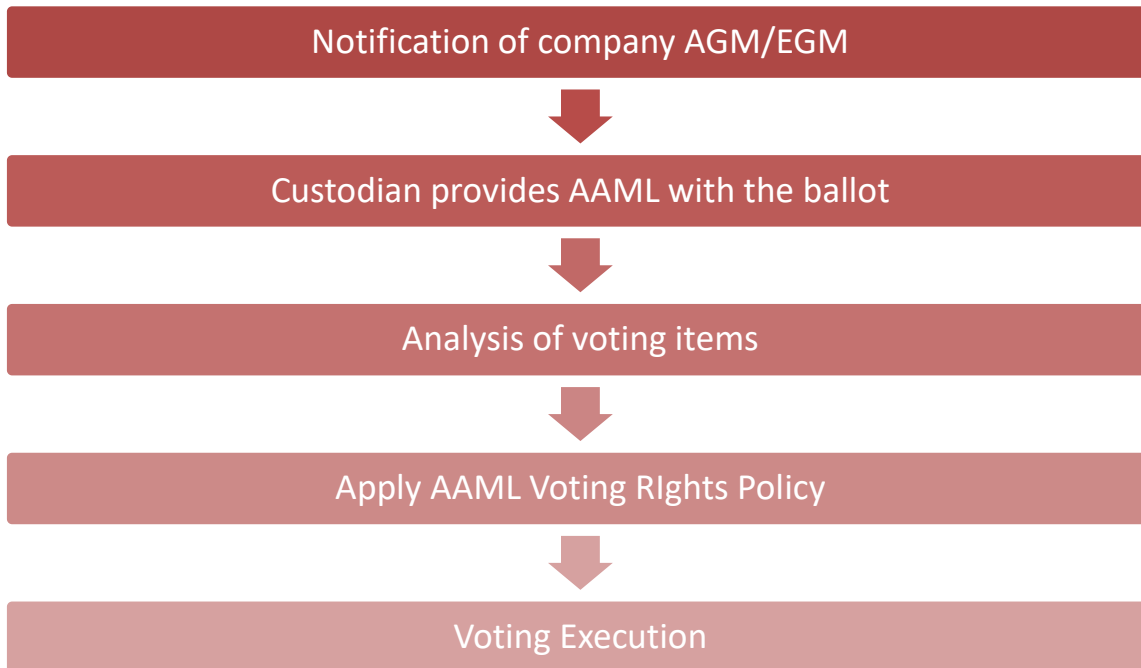 Notification of company AGM/EGM
Custodian provides AAML with the ballot
Analysis of voting items
Apply AAML Voting RIghts Policy
Voting Execution